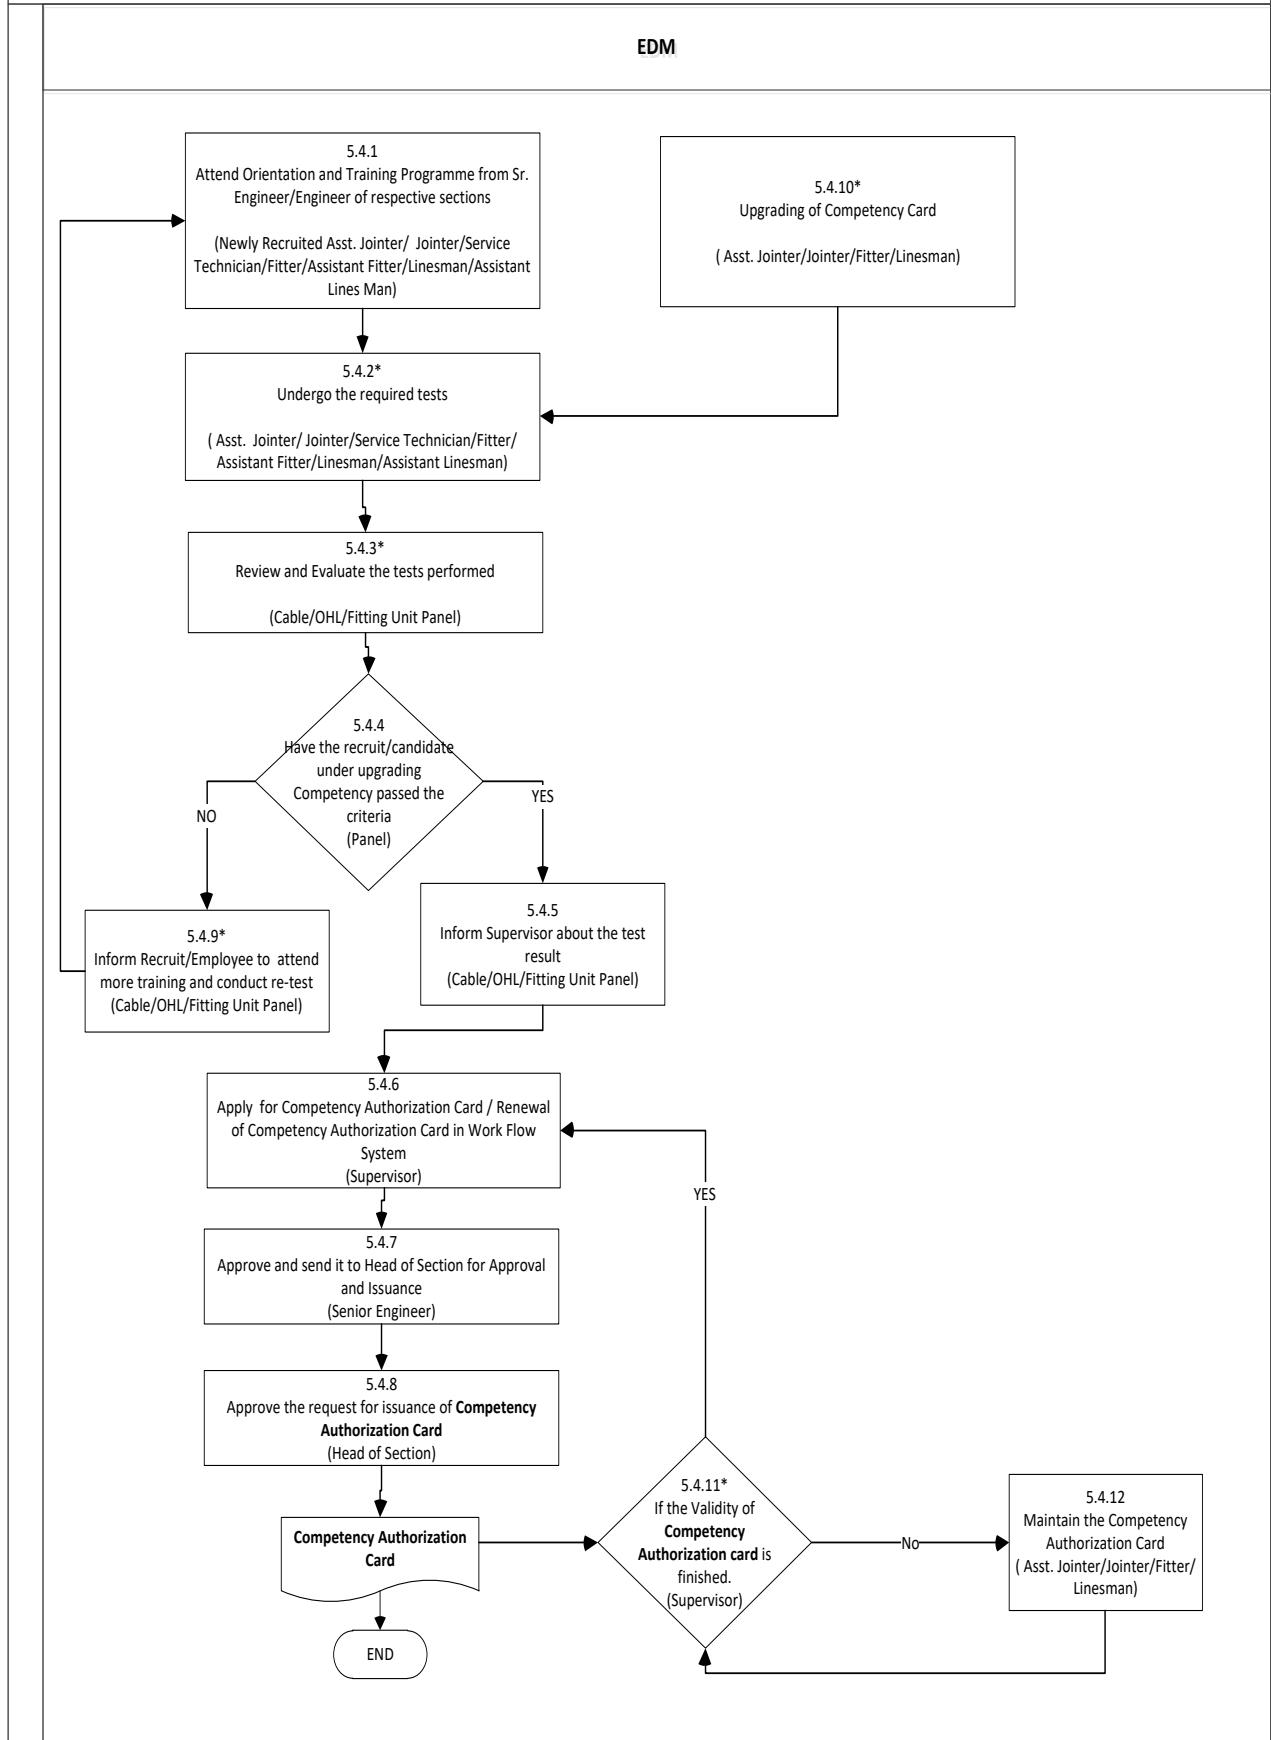 EDM
5.4.1
Attend Orientation and Training Programme from Sr.
Engineer/Engineer of respective sections
(Newly Recruited Asst. Jointer/ Jointer/Service
Technician/Fitter/Assistant Fitter/Linesman/Assistant
Lines Man)
5.4.10*
Upgrading of Competency Card
( Asst. Jointer/Jointer/Fitter/Linesman)
5.4.2*
Undergo the required tests
( Asst. Jointer/ Jointer/Service Technician/Fitter/
Assistant Fitter/Linesman/Assistant Linesman)
5.4.3*
Review and Evaluate the tests performed
(Cable/OHL/Fitting Unit Panel)
5.4.4
Have the recruit/candidate
under upgrading
Competency passed the
criteria
(Panel)
NO
YES
5.4.9*
Inform Recruit/Employee to attend
more training and conduct re-test
(Cable/OHL/Fitting Unit Panel)
5.4.5
Inform Supervisor about the test
result
(Cable/OHL/Fitting Unit Panel)
5.4.6
Apply for Competency Authorization Card / Renewal
of Competency Authorization Card in Work Flow
System
(Supervisor)
YES
5.4.7
Approve and send it to Head of Section for Approval
and Issuance
(Senior Engineer)
5.4.8
Approve the request for issuance of Competency
Authorization Card
(Head of Section)
Competency Authorization
Card
END
5.4.11*
If the Validity of
Competency
Authorization card is
finished.
(Supervisor)
No
5.4.12
Maintain the Competency
Authorization Card
( Asst. Jointer/Jointer/Fitter/
Linesman)